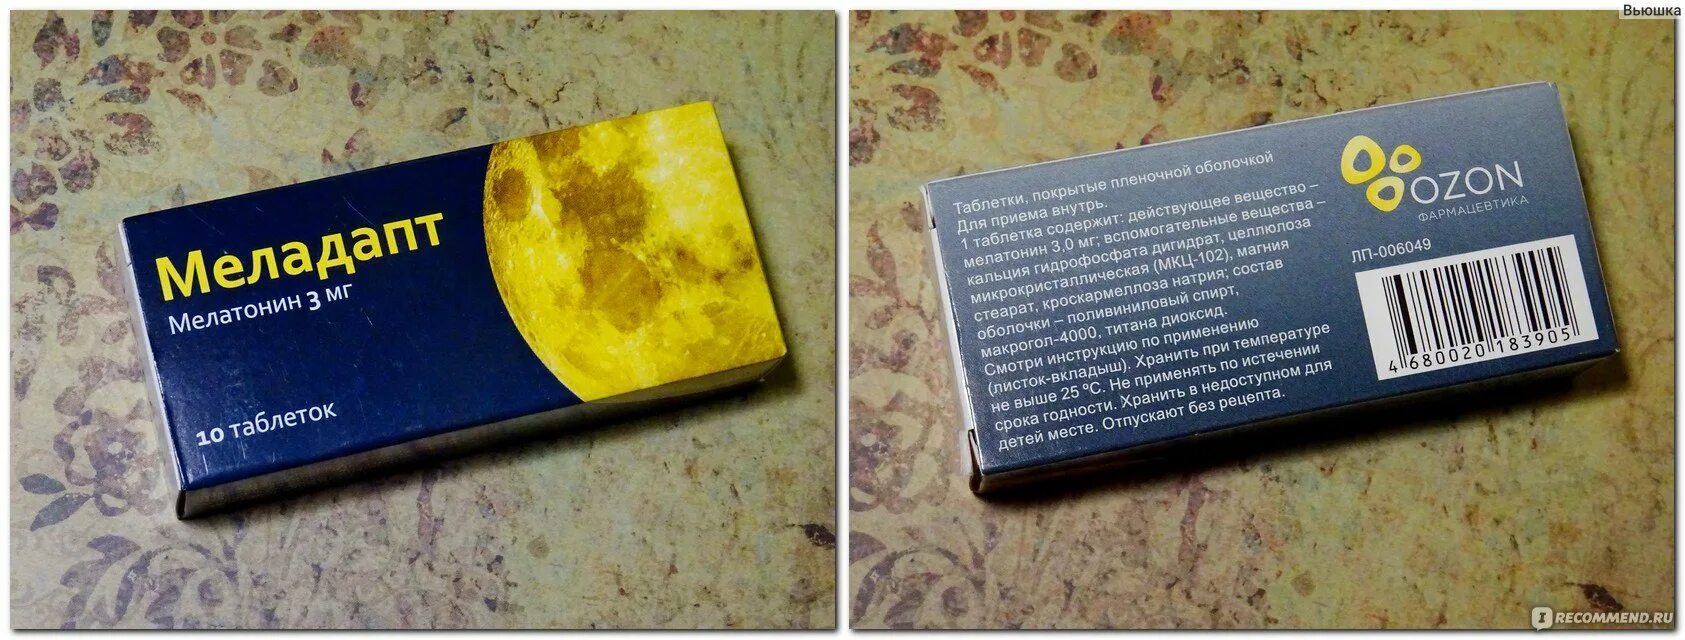 Меладапт
Мелатонин 3 мг
10 таблеток
Вьюшка
Таблетки, покрытые пленочной оболочкой
Для приема внутрь.
1 таблетка содержит: действующее вещество –
мелатонин 3,0 мг; вспомогательные вещества –
кальция гидрофосфата дигидрат, целлюлоза
микрокристаллическая (МКЦ-102), магния
стеарат, кроскармеллоза натрия; состав
оболочки – поливиниловый спирт,
макрогол-4000, титана диоксид.
Смотри инструкцию по применению
(листок-вкладыш). Хранить при температуре
не выше 25 ºС. Не применять по истечении
срока годности. Хранить в недоступном для
детей месте. Отпускают без рецепта.
OZON
ФАРМАЦЕВТИКА
ЛП-006049
4 680020 183905
I RECOMMEND.RU